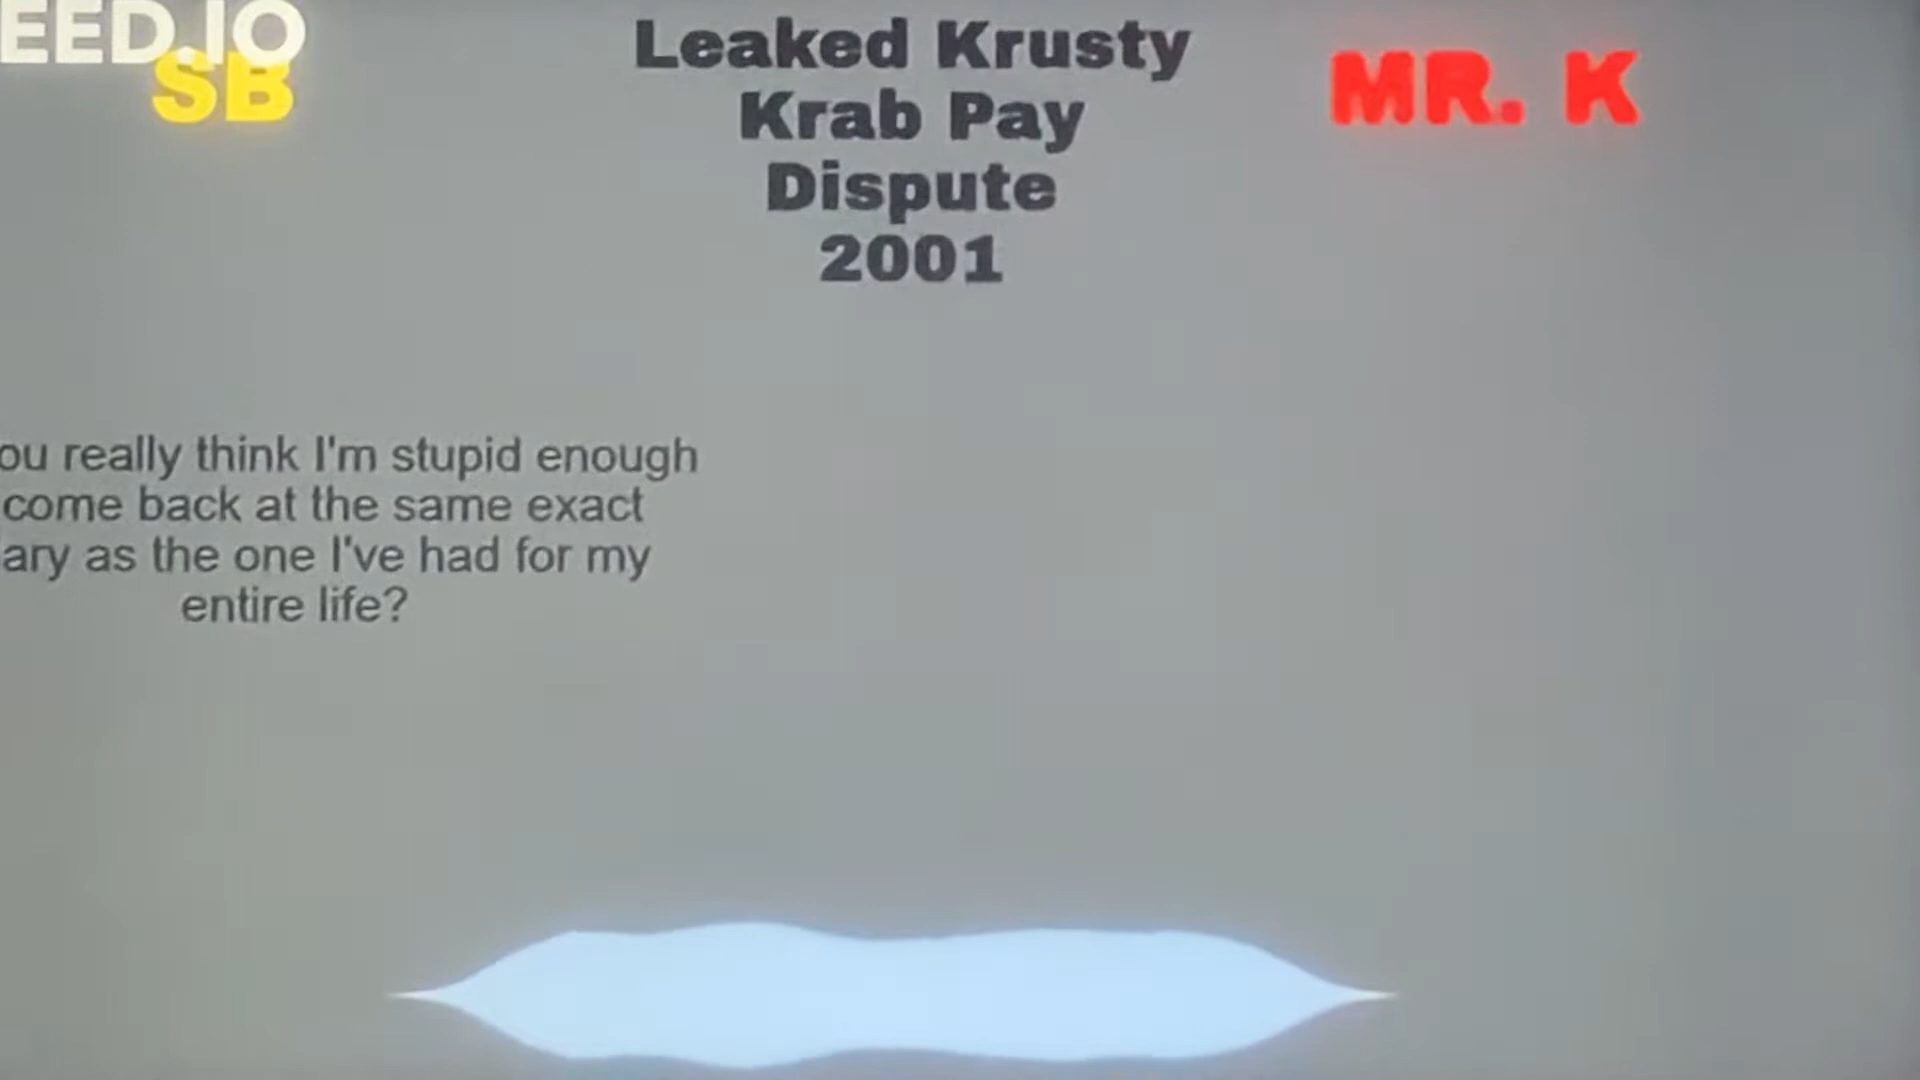 EED.IO
SB
Leaked Krusty
Krab Pay
Dispute
2001
MR. K
ou really think I'm stupid enough
come back at the same exact
ary as the one I've had for my
entire life?